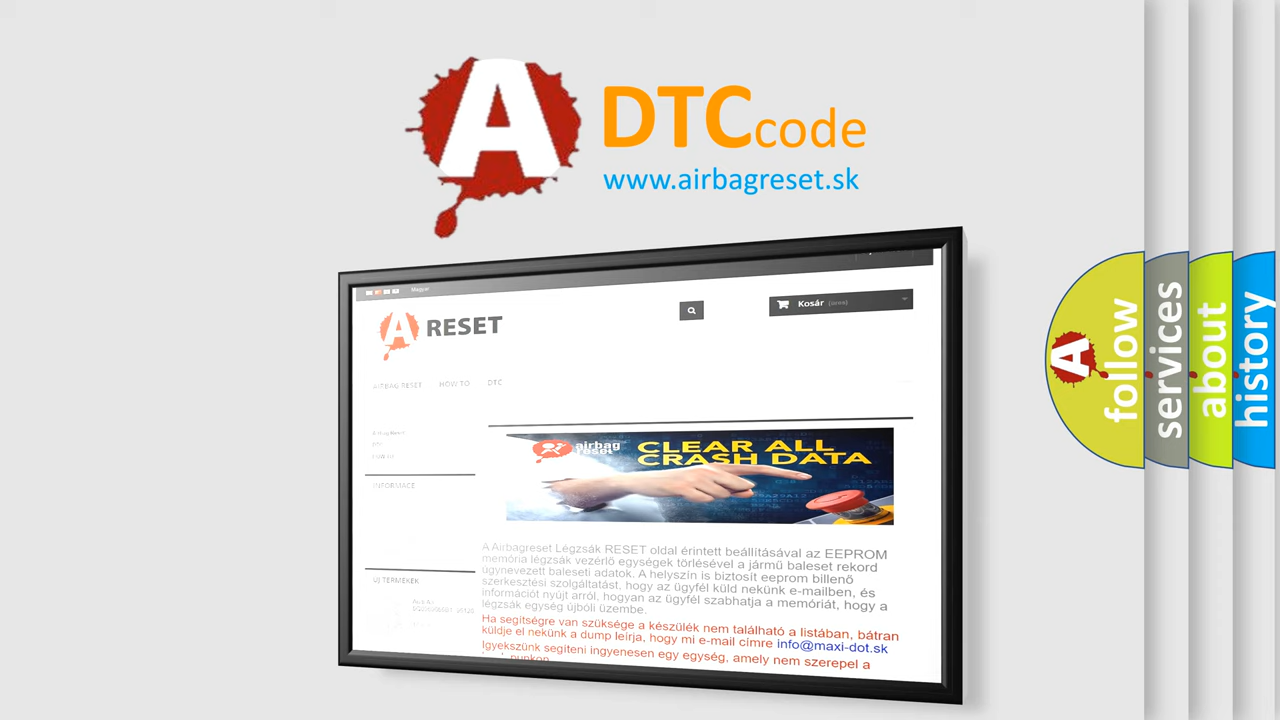 A
DTC code
www.airbagreset.sk
Magyar
A RESET
Kosár
AIRBAG RESET
HOW TO
DTC
INFORMACE
airbag
reset
CLEAR ALL
CRASH DATA
A Airbagreset Légzsák RESET oldal érintett beállításával az EEPROM
memória légzsák vezérlő egységek törlésével a jármű baleset rekord
úgynevezett baleseti adatok. A helyszín is biztosít eeprom billenő
szerkesztési szolgáltatást, hogy az ügyfél küld nekünk e-mailben, és
információt nyújt arról, hogyan az ügyfél szabhatja a memóriát, hogy a
légzsák egység újbóli üzembe.
Ha segítségre van szüksége a készülék nem található a listában, bátran
küldje el nekünk a dump leírja, hogy mi e-mail címre info@maxi-dot.sk
Igyekszünk segíteni ingyenesen egy egység, amely nem szerepel a
ÚJ TERMÉKEK
A
follow
services
about
history